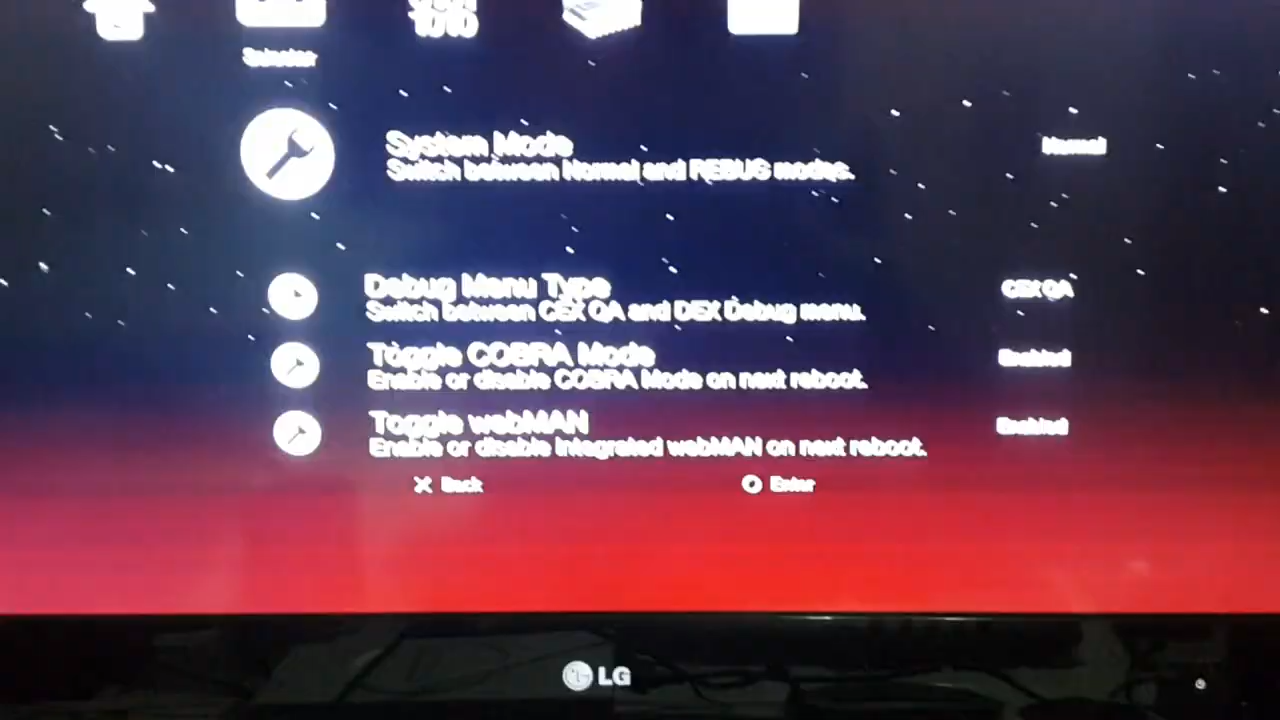 1010
Selector
System Mode
Normal
Switch between Normal and REBUG modes.
Debug Menu Type
CEX QA
Switch between CEX QA and DEX Debug menu.
Toggle COBRA Mode
Enabled
Enable or disable COBRA Mode on next reboot.
Toggle webMAN
Enabled
Enable or disable integrated webMAN on next reboot.
Back
Enter
LG